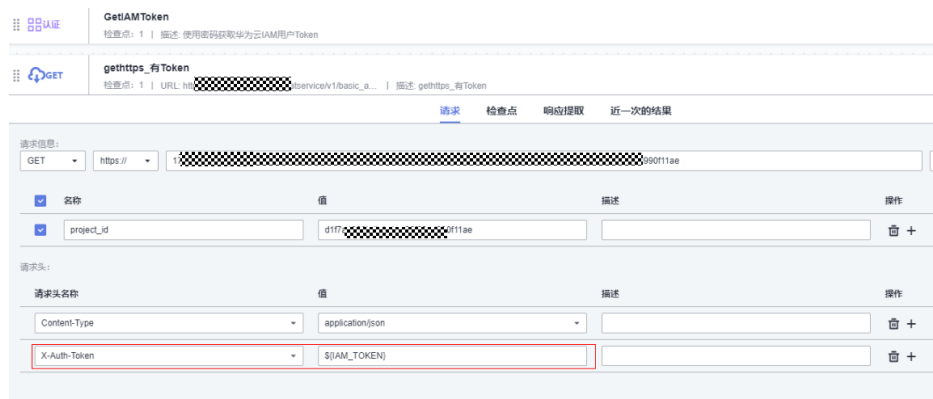 认证
GetIAMToken
检查点: 1 | 描述: 使用密码获取华为云IAM用户Token
GET
gethttps_有Token
检查点: 1 | URL: htt itservice/v1/basic_a... | 描述: gethttps_有Token
请求 检查点 响应提取 近一次的结果
请求信息:
GET https:// 990f11ae
名称 值 描述 操作
project_id d1f7 0f11ae
请求头:
请求头名称 值 描述 操作
Content-Type application/json
X-Auth-Token ${IAM_TOKEN}